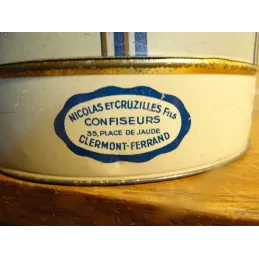 NICOLAS ET CRUZILLES FILS
CONFISEURS
35, PLACE DE JAUDE
CLERMONT-FERRAND